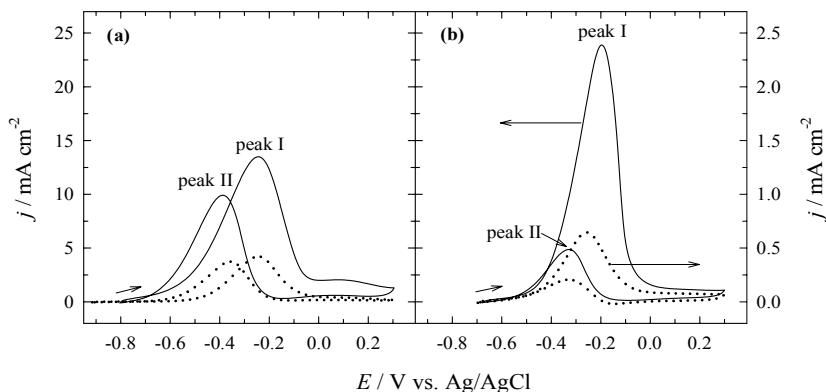 (a)
(b)
peak I
peak II
peak I
peak II
j / mA cm⁻²
25
20
15
10
5
0
j / mA cm⁻²
2.5
2.0
1.5
1.0
0.5
0.0
-0.8 -0.6 -0.4 -0.2 0.0 0.2
-0.8 -0.6 -0.4 -0.2 0.0 0.2
E / V vs. Ag/AgCl